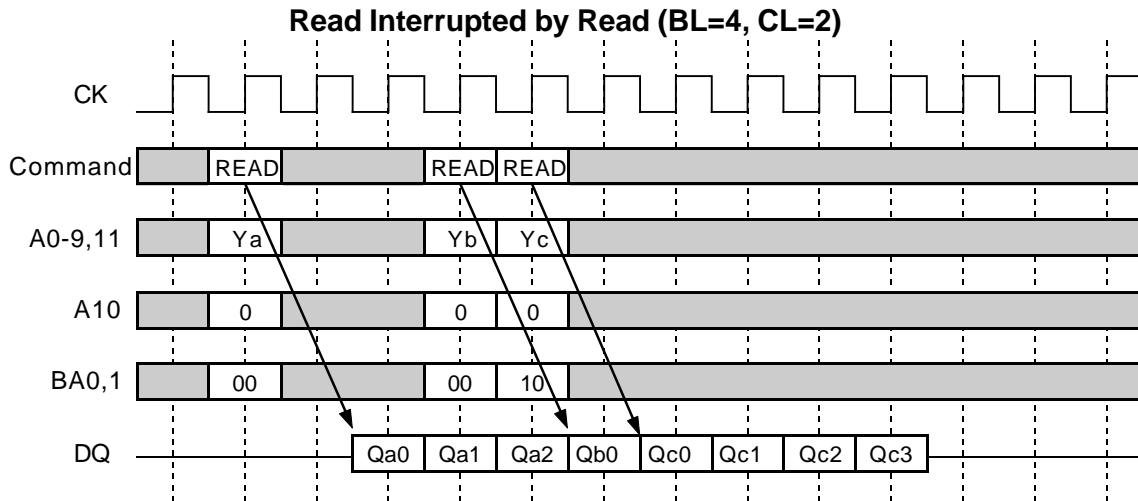 Read Interrupted by Read (BL=4, CL=2)
CK
Command READ READ READ
A0-9,11 Ya Yb Yc
A10 0 0 0
BA0,1 00 00 10
DQ Qa0 Qa1 Qa2 Qb0 Qc0 Qc1 Qc2 Qc3